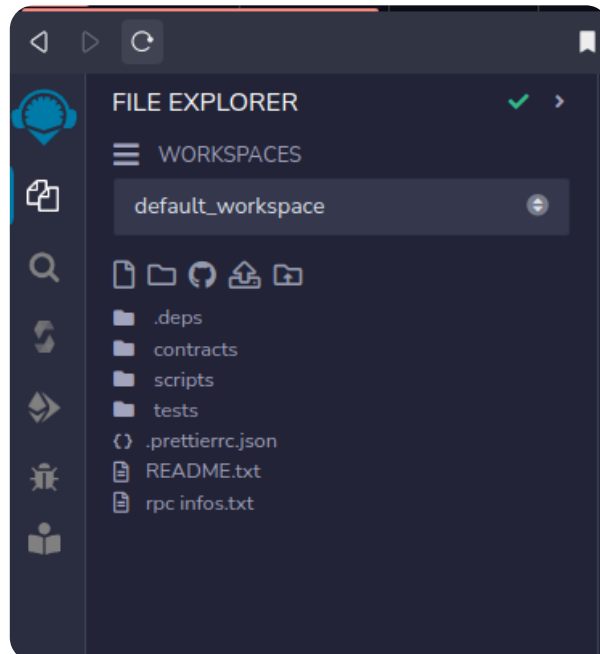 FILE EXPLORER
WORKSPACES
default_workspace
.deps
contracts
scripts
tests
.prettierrc.json
README.txt
rpc infos.txt